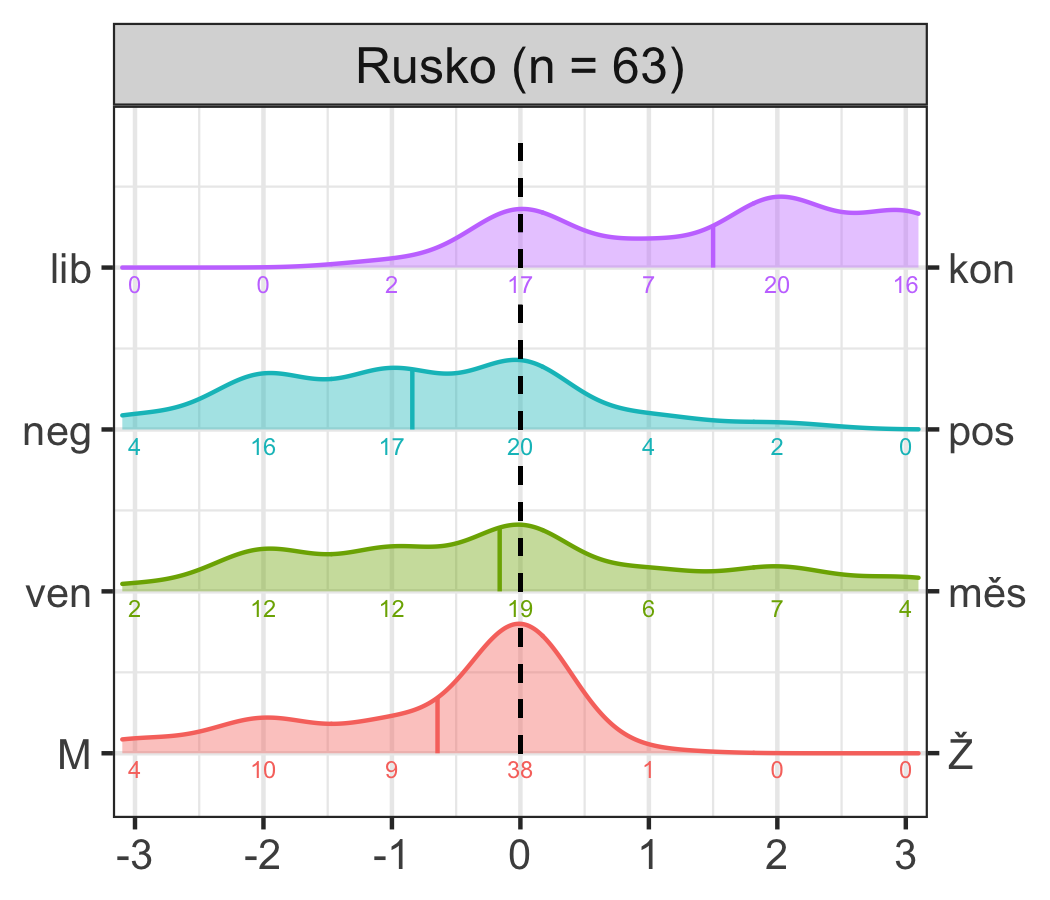 Rusko (n = 63)
lib kon
0 0 2 17 7 20 16
neg pos
4 16 17 20 4 2 0
ven měs
2 12 12 19 6 7 4
M Ž
4 10 9 38 1 0 0
-3 -2 -1 0 1 2 3